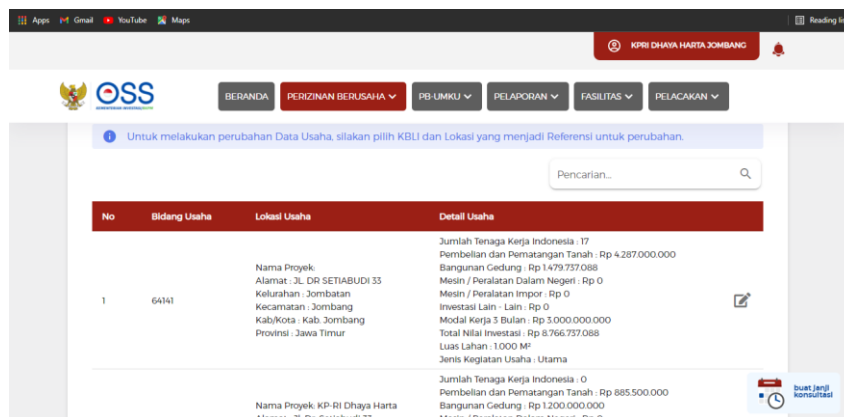 Apps Gmail YouTube Maps Reading lis
KPRI DHAYA HARTA JOMBANG
OSS
BERANDA PERIZINAN BERUSAHA PB-UMKU PELAPORAN FASILITAS PELACAKAN
Untuk melakukan perubahan Data Usaha, silakan pilih KBLI dan Lokasi yang menjadi Referensi untuk perubahan.
Pencarian...
No Bidang Usaha Lokasi Usaha Detail Usaha
1
64141
Nama Proyek:
Alamat : JL. DR SETIABUDI 33
Kelurahan : Jombatan
Kecamatan : Jombang
Kab/Kota : Kab. Jombang
Provinsi : Jawa Timur
Jumlah Tenaga Kerja Indonesia : 17
Pembelian dan Pematangan Tanah : Rp 4.287.000.000
Bangunan Gedung : Rp 1.479.737.088
Mesin / Peralatan Dalam Negeri : Rp 0
Mesin / Peralatan Impor : Rp 0
Investasi Lain - Lain : Rp 0
Modal Kerja 3 Bulan : Rp 3.000.000.000
Total Nilai Investasi : Rp 8.766.737.088
Luas Lahan : 1.000 M²
Jenis Kegiatan Usaha : Utama
Nama Proyek: KP-RI Dhaya Harta
Jumlah Tenaga Kerja Indonesia : 0
Pembelian dan Pematangan Tanah : Rp 885.500.000
Bangunan Gedung : Rp 1.200.000.000
buat janji
konsultasi